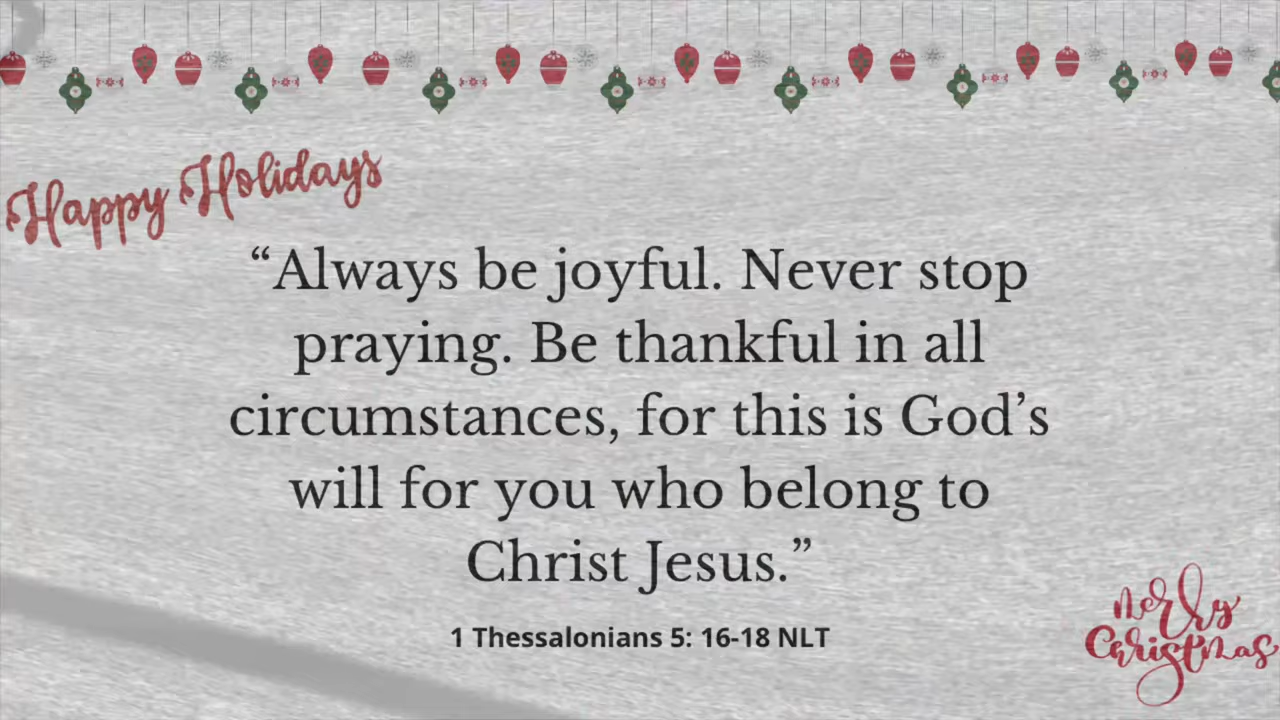 Happy Holidays
“Always be joyful. Never stop
praying. Be thankful in all
circumstances, for this is God’s
will for you who belong to
Christ Jesus.”
1 Thessalonians 5: 16-18 NLT
merry
Christmas